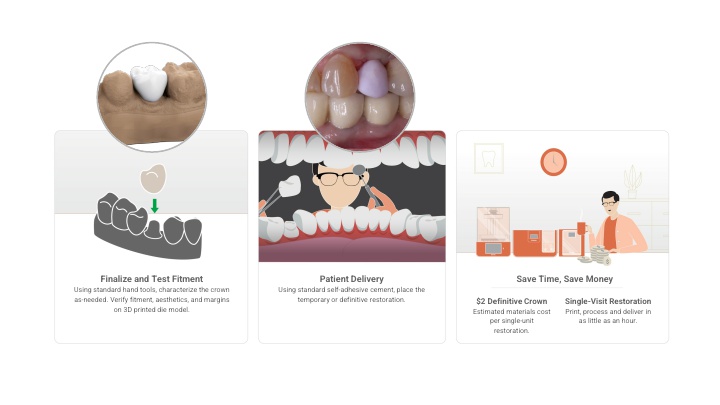 Finalize and Test Fitment
Using standard hand tools, characterize the crown
as-needed. Verify fitment, aesthetics, and margins
on 3D printed die model.
Patient Delivery
Using standard self-adhesive cement, place the
temporary or definitive restoration.
Save Time, Save Money
$2 Definitive Crown
Estimated materials cost
per single-unit
restoration.
Single-Visit Restoration
Print, process and deliver in
as little as an hour.